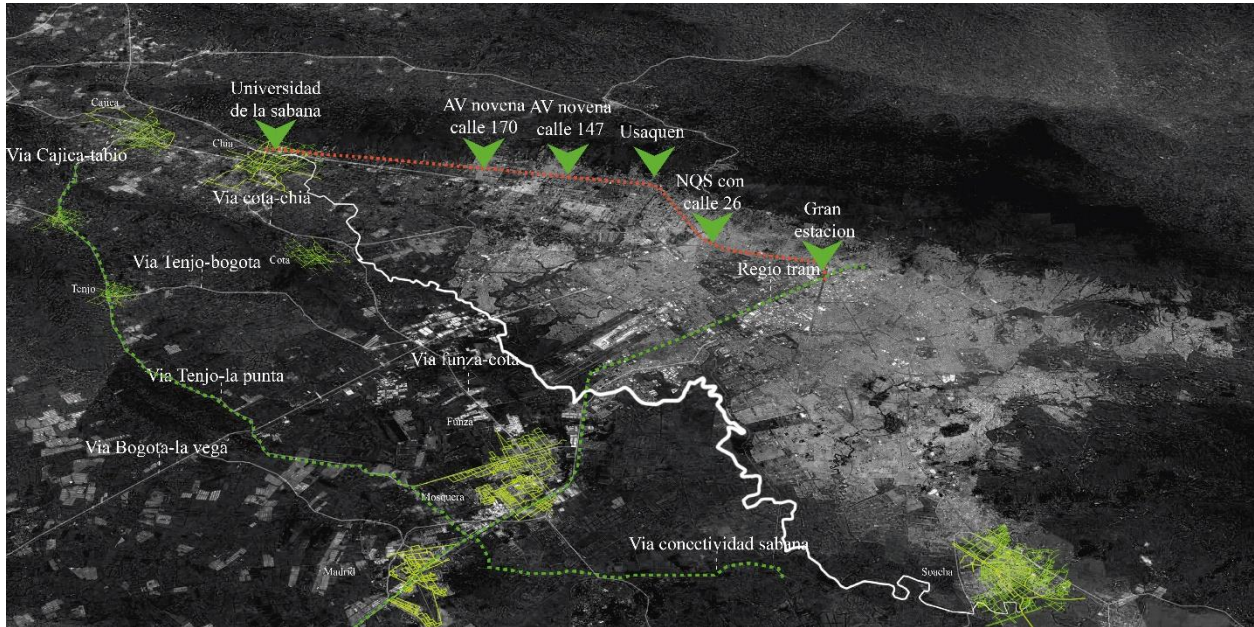 Universidad
de la sabana
AV novena
calle 170
AV novena
calle 147
Usaquen
NQS con
calle 26
Gran
estacion
Cajica
Chia
Via Cajica-tabio
Via cota-chia
Via Tenjo-bogota
Cota
Regio tram
Tenjo
Via funza-cota
Via Tenjo-la punta
Funza
Via Bogota-la vega
Mosquera
Via conectividad sabana
Madrid
Soacha